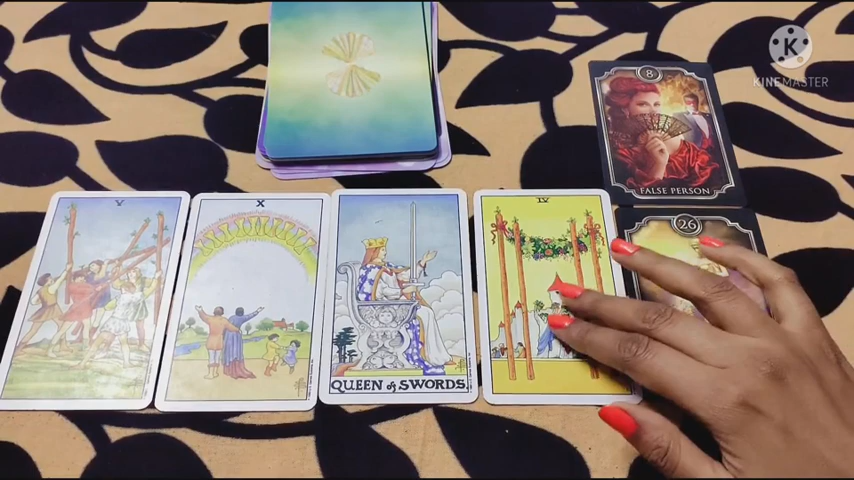 KINEMASTER
8
FALSE PERSON
V
X
IV
26
QUEEN of SWORDS.